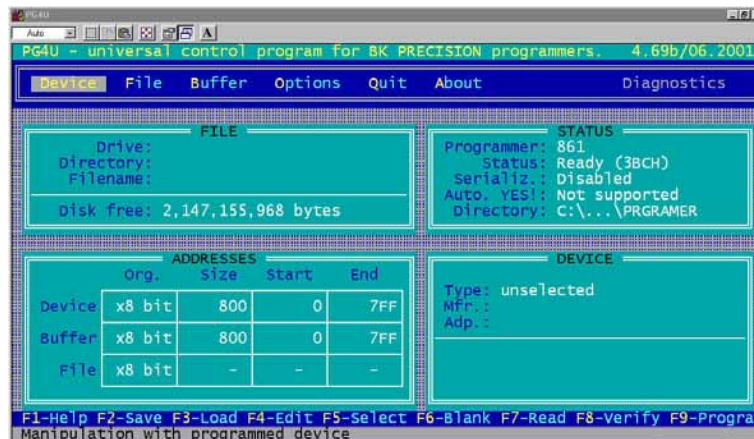 PG4U
Auto
PG4U - universal control program for BK PRECISION programmers. 4.69b/06.2001
Device File Buffer Options Quit About Diagnostics
FILE
Drive:
Directory:
Filename:
Disk free: 2,147,155,968 bytes
STATUS
Programmer: 861
Status: Ready (3BCH)
Serializ.: Disabled
Auto. YES!: Not supported
Directory: C:\...\PRGRAMER
ADDRESSES
Org. Size Start End
Device x8 bit 800 0 7FF
Buffer x8 bit 800 0 7FF
File x8 bit - - -
DEVICE
Type: unselected
Mfr.:
Adp.:
F1-Help F2-Save F3-Load F4-Edit F5-Select F6-Blank F7-Read F8-Verify F9-Progra
Manipulation with programmed device